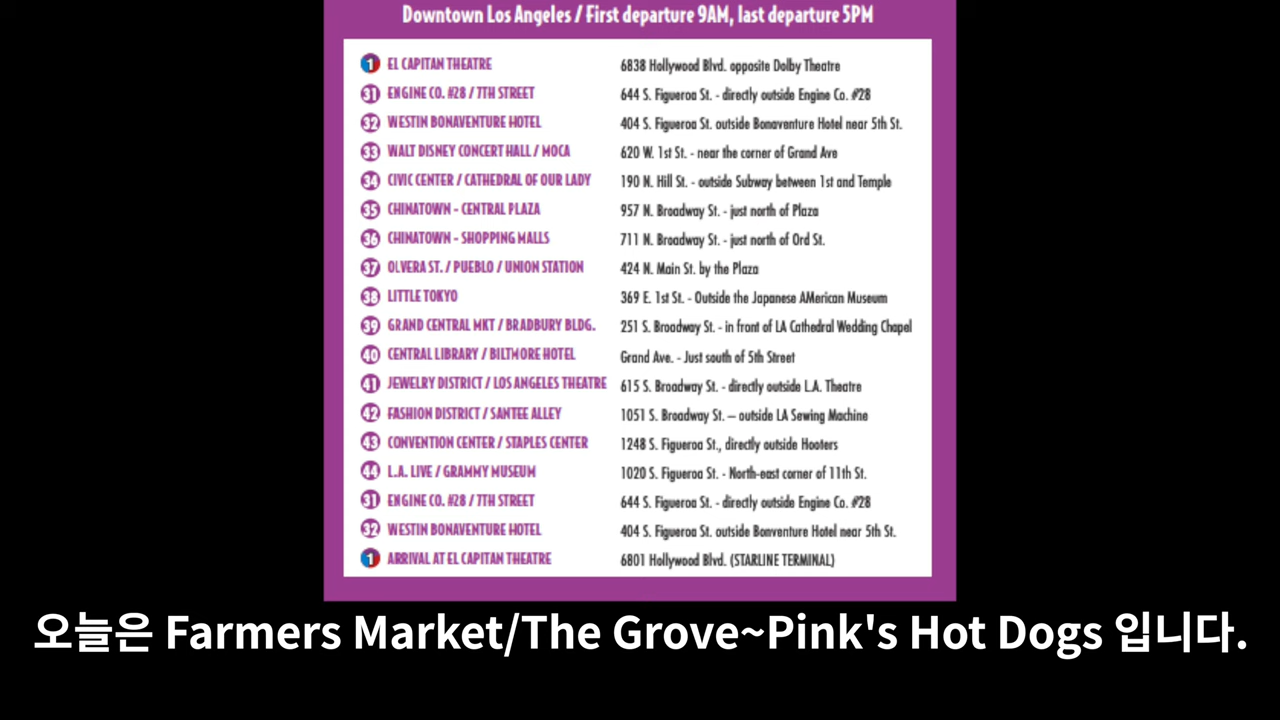 Downtown Los Angeles / First departure 9AM, last departure 5PM
1 EL CAPITAN THEATRE 6838 Hollywood Blvd. opposite Dolby Theatre
31 ENGINE CO. #28 / 7TH STREET 644 S. Figueroa St. - directly outside Engine Co. #28
32 WESTIN BONAVENTURE HOTEL 404 S. Figueroa St. outside Bonaventure Hotel near 5th St.
33 WALT DISNEY CONCERT HALL / MOCA 620 W. 1st St. - near the corner of Grand Ave
34 CIVIC CENTER / CATHEDRAL OF OUR LADY 190 N. Hill St. - outside Subway between 1st and Temple
35 CHINATOWN - CENTRAL PLAZA 957 N. Broadway St. - just north of Plaza
36 CHINATOWN - SHOPPING MALLS 711 N. Broadway St. - just north of Ord St.
37 OLVERA ST. / PUEBLO / UNION STATION 424 N. Main St. by the Plaza
38 LITTLE TOKYO 369 E. 1st St. - Outside the Japanese AMerican Museum
39 GRAND CENTRAL MKT / BRADBURY BLDG. 251 S. Broadway St. - in front of LA Cathedral Wedding Chapel
40 CENTRAL LIBRARY / BILTMORE HOTEL Grand Ave. - Just south of 5th Street
41 JEWELRY DISTRICT / LOS ANGELES THEATRE 615 S. Broadway St. - directly outside L.A. Theatre
42 FASHION DISTRICT / SANTEE ALLEY 1051 S. Broadway St. – outside LA Sewing Machine
43 CONVENTION CENTER / STAPLES CENTER 1248 S. Figueroa St., directly outside Hooters
44 L.A. LIVE / GRAMMY MUSEUM 1020 S. Figueroa St. - North-east corner of 11th St.
31 ENGINE CO. #28 / 7TH STREET 644 S. Figueroa St. - directly outside Engine Co. #28
32 WESTIN BONAVENTURE HOTEL 404 S. Figueroa St. outside Bonventure Hotel near 5th St.
1 ARRIVAL AT EL CAPITAN THEATRE 6801 Hollywood Blvd. (STARLINE TERMINAL)
오늘은 Farmers Market/The Grove~Pink's Hot Dogs 입니다.